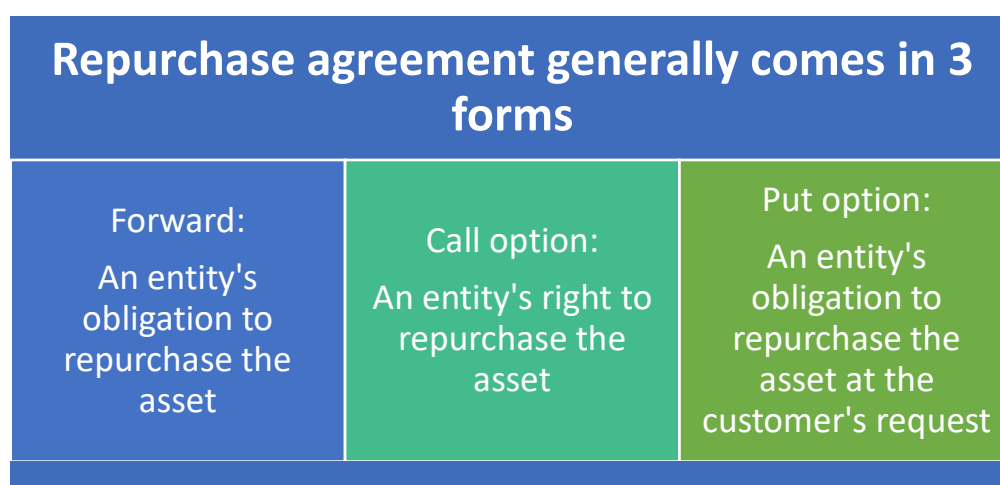 Repurchase agreement generally comes in 3
forms
Forward:
An entity's
obligation to
repurchase the
asset
Call option:
An entity's right to
repurchase the
asset
Put option:
An entity's
obligation to
repurchase the
asset at the
customer's request